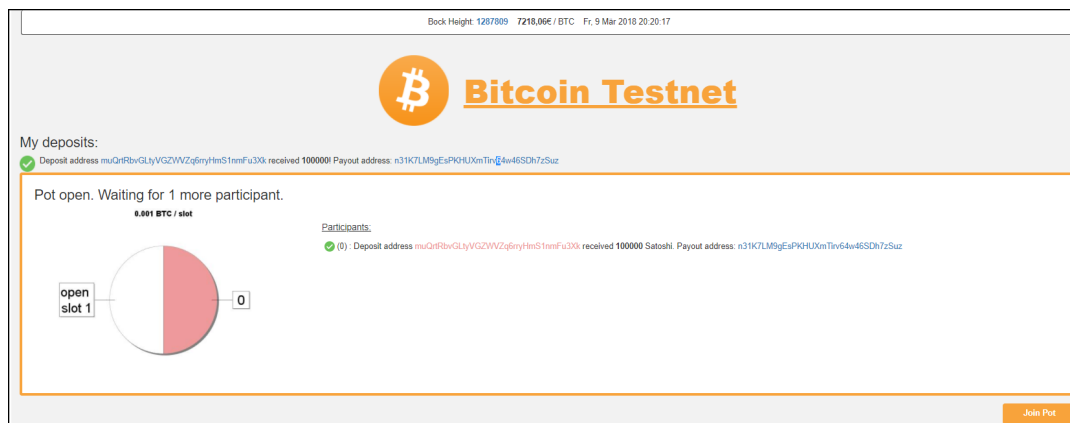 Bock Height: 1287809 7218,06€ / BTC Fr, 9 Mär 2018 20:20:17
Bitcoin Testnet
My deposits:
Deposit address muQrtRbvGLtyVGZWVZq6rryHmS1nmFu3Xk received 100000! Payout address: n31K7LM9gEsPKHUXmTirv64w46SDh7zSuz
Pot open. Waiting for 1 more participant.
0.001 BTC / slot
Participants:
(0) : Deposit address muQrtRbvGLtyVGZWVZq6rryHmS1nmFu3Xk received 100000 Satoshi. Payout address: n31K7LM9gEsPKHUXmTirv64w46SDh7zSuz
open
slot 1
0
Join Pot